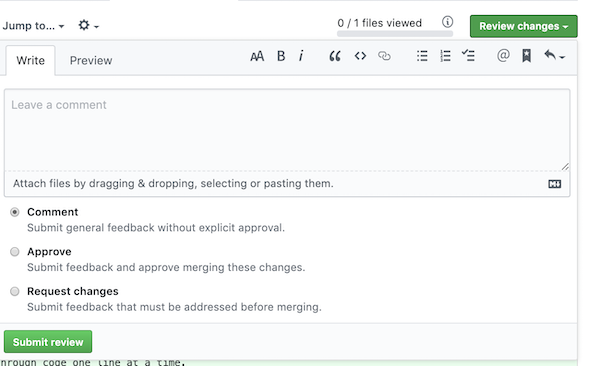 Jump to...
0 / 1 files viewed
Review changes
Write
Preview
AA B i
Leave a comment
Attach files by dragging & dropping, selecting or pasting them.
Comment
Submit general feedback without explicit approval.
Approve
Submit feedback and approve merging these changes.
Request changes
Submit feedback that must be addressed before merging.
Submit review
hrough code one line at a time.